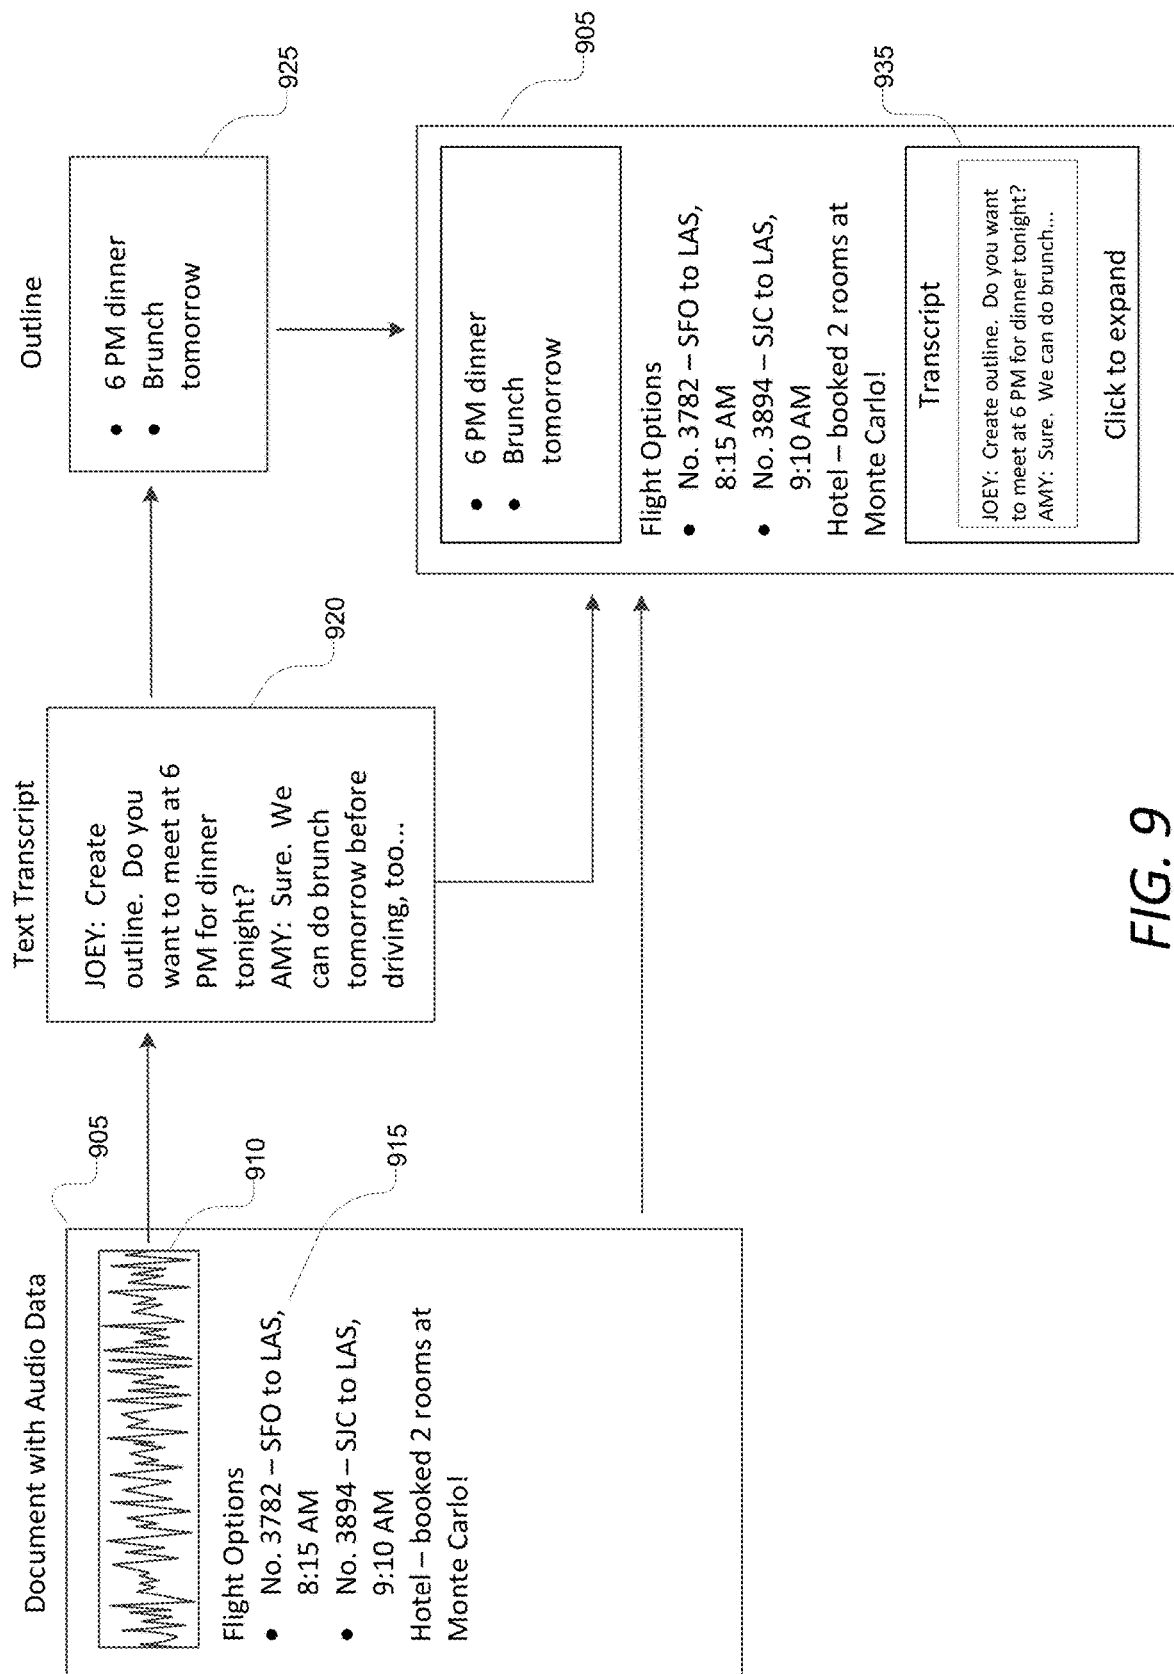 Document with Audio Data
905
910
Flight Options
• No. 3782 – SFO to LAS,
8:15 AM
• No. 3894 – SJC to LAS,
9:10 AM
Hotel – booked 2 rooms at
Monte Carlo!
915
Text Transcript
JOEY: Create
outline. Do you
want to meet at 6
PM for dinner
tonight?
AMY: Sure. We
can do brunch
tomorrow before
driving, too...
920
Outline
• 6 PM dinner
• Brunch
tomorrow
925
905
• 6 PM dinner
• Brunch
tomorrow
Flight Options
• No. 3782 – SFO to LAS,
8:15 AM
• No. 3894 – SJC to LAS,
9:10 AM
Hotel – booked 2 rooms at
Monte Carlo!
935
Transcript
JOEY: Create outline. Do you want
to meet at 6 PM for dinner tonight?
AMY: Sure. We can do brunch...
Click to expand
FIG. 9